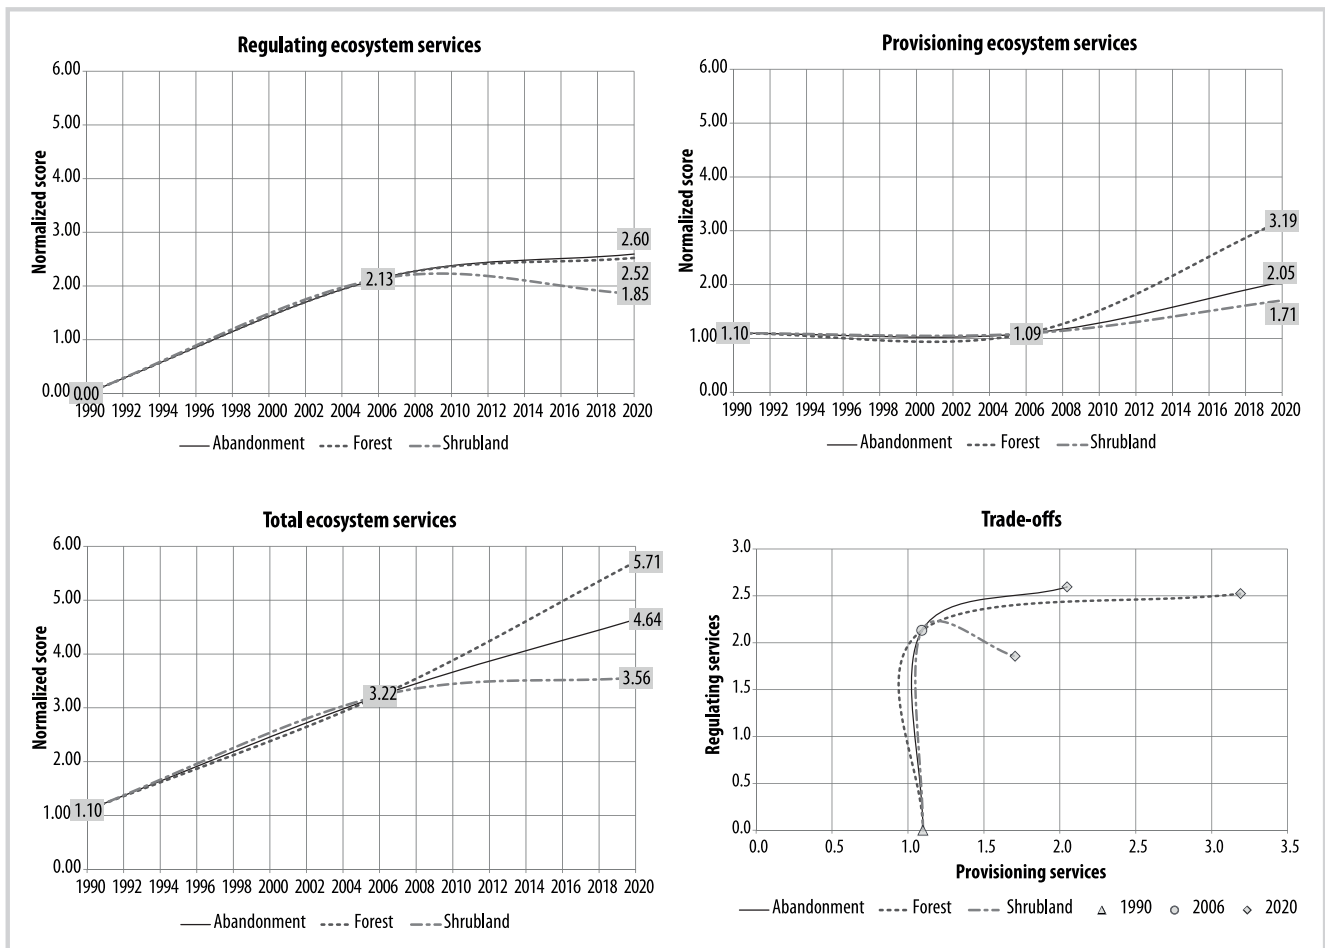 Regulating ecosystem services
Normalized score
6.00
5.00
4.00
3.00
2.00
1.00
0.00
0.00
2.13
2.60
2.52
1.85
1990 1992 1994 1996 1998 2000 2002 2004 2006 2008 2010 2012 2014 2016 2018 2020
Abandonment Forest Shrubland
Provisioning ecosystem services
Normalized score
6.00
5.00
4.00
3.00
2.00
1.00
0.00
1.10
1.09
3.19
2.05
1.71
1990 1992 1994 1996 1998 2000 2002 2004 2006 2008 2010 2012 2014 2016 2018 2020
Abandonment Forest Shrubland
Total ecosystem services
Normalized score
6.00
5.00
4.00
3.00
2.00
1.00
0.00
1.10
3.22
5.71
4.64
3.56
1990 1992 1994 1996 1998 2000 2002 2004 2006 2008 2010 2012 2014 2016 2018 2020
Abandonment Forest Shrubland
Trade-offs
Regulating services
3.0
2.5
2.0
1.5
1.0
0.5
0.0
0.0 0.5 1.0 1.5 2.0 2.5 3.0 3.5
Provisioning services
Abandonment Forest Shrubland 1990 2006 2020